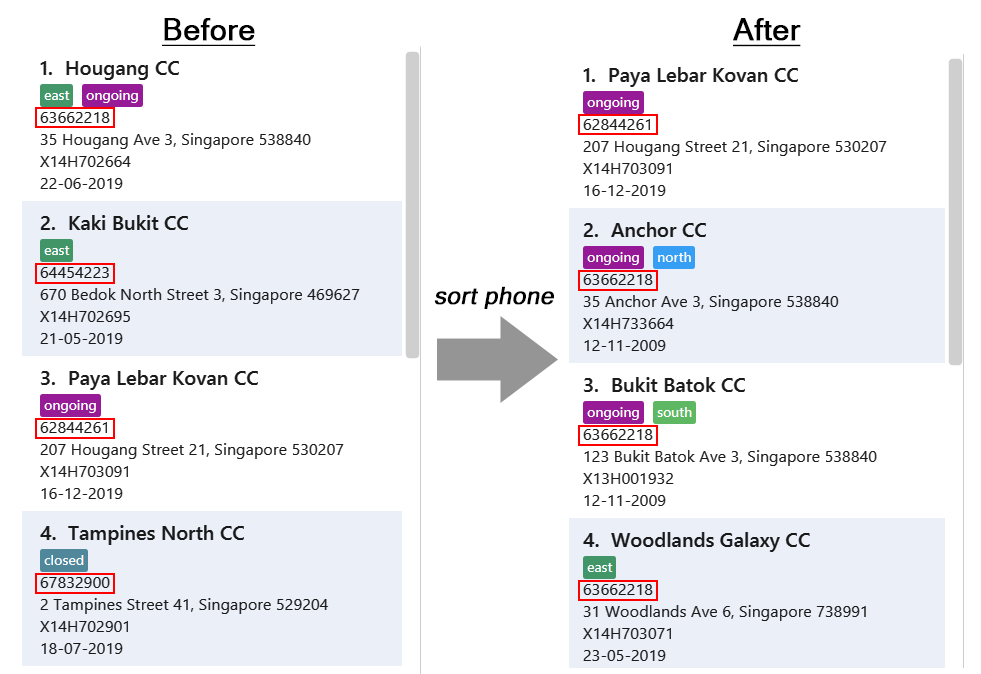 Before
1. Hougang CC
east ongoing
63662218
35 Hougang Ave 3, Singapore 538840
X14H702664
22-06-2019
2. Kaki Bukit CC
east
64454223
670 Bedok North Street 3, Singapore 469627
X14H702695
21-05-2019
3. Paya Lebar Kovan CC
ongoing
62844261
207 Hougang Street 21, Singapore 530207
X14H703091
16-12-2019
4. Tampines North CC
closed
67832900
2 Tampines Street 41, Singapore 529204
X14H702901
18-07-2019
sort phone
After
1. Paya Lebar Kovan CC
ongoing
62844261
207 Hougang Street 21, Singapore 530207
X14H703091
16-12-2019
2. Anchor CC
ongoing north
63662218
35 Anchor Ave 3, Singapore 538840
X14H733664
12-11-2009
3. Bukit Batok CC
ongoing south
63662218
123 Bukit Batok Ave 3, Singapore 538840
X13H001932
12-11-2009
4. Woodlands Galaxy CC
east
63662218
31 Woodlands Ave 6, Singapore 738991
X14H703071
23-05-2019